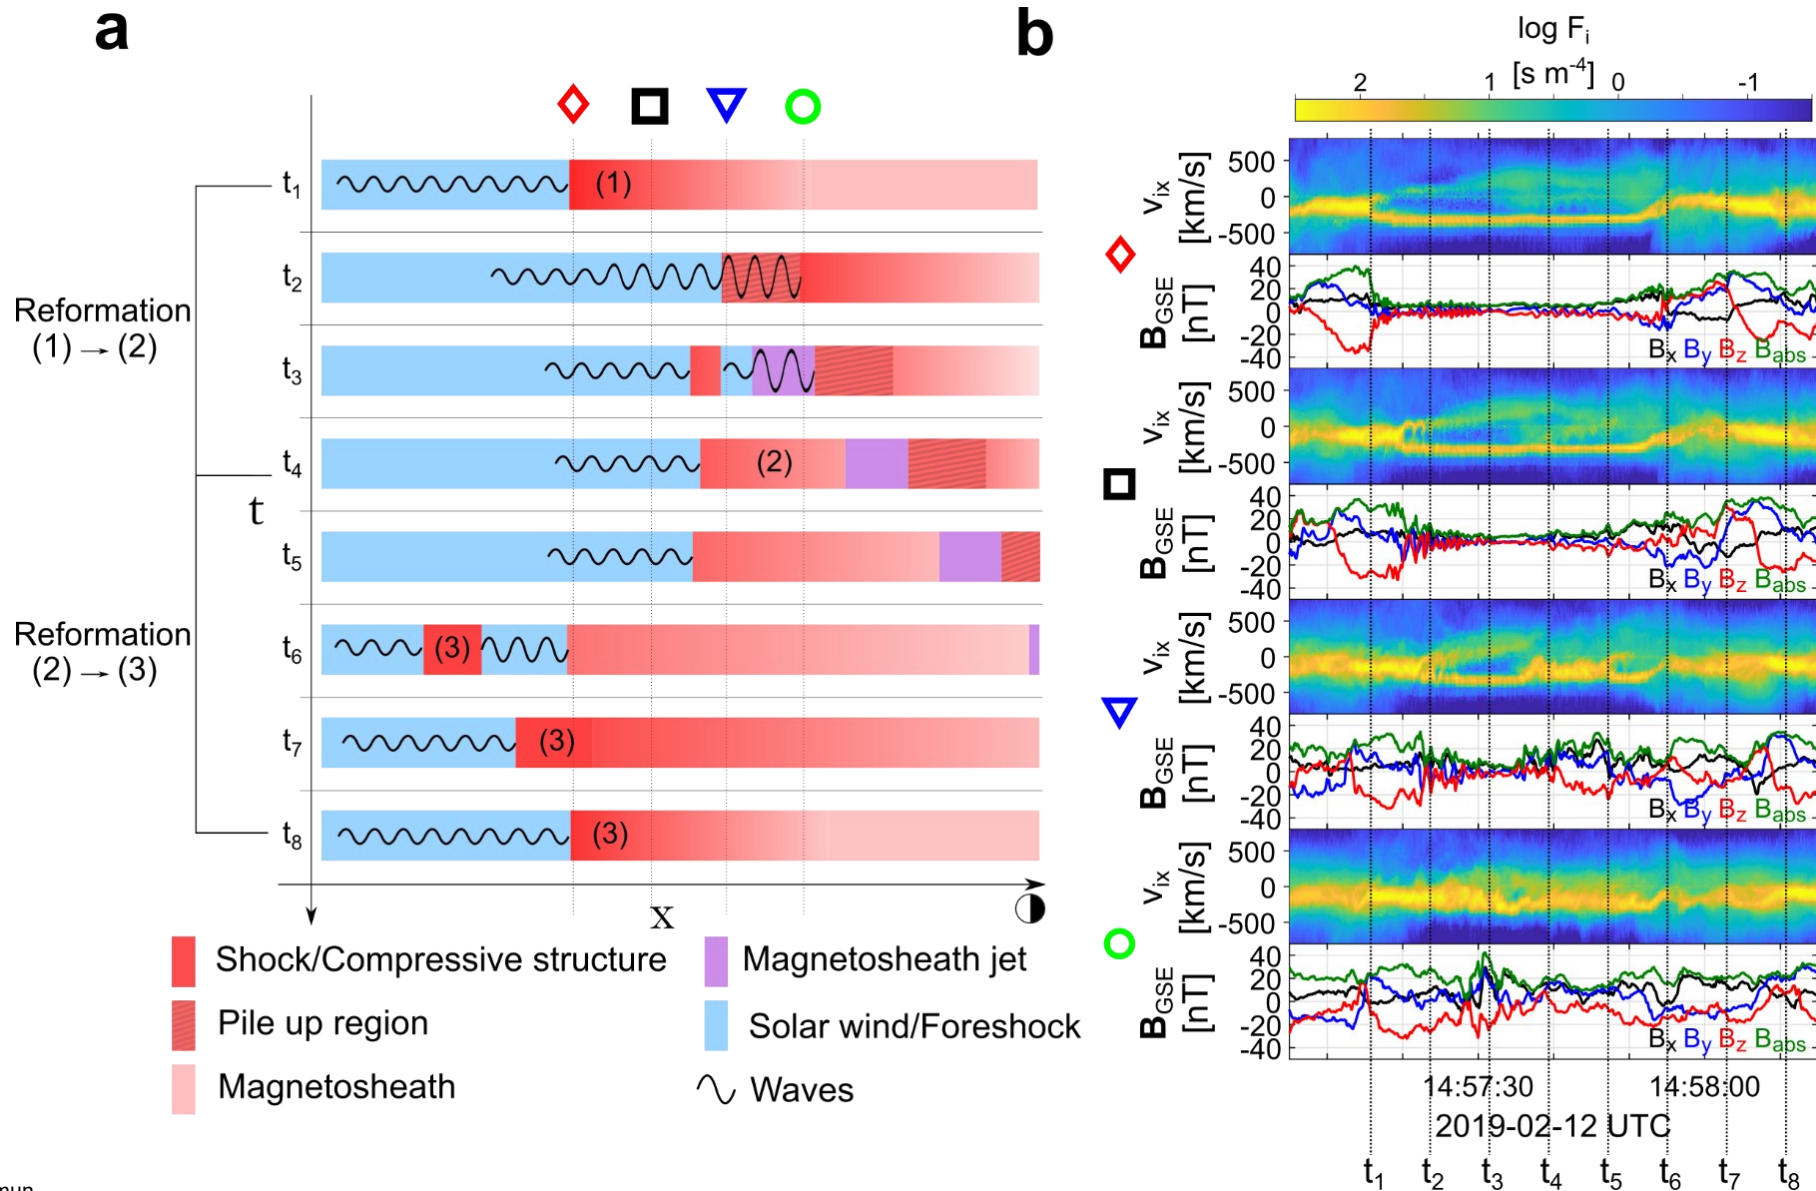 a
t1
(1)
t2
Reformation
(1) → (2)
t3
t4
(2)
t
t5
Reformation
(2) → (3)
t6
(3)
t7
(3)
t8
(3)
x
Shock/Compressive structure
Pile up region
Magnetosheath
Magnetosheath jet
Solar wind/Foreshock
Waves
b
log Fi
[s m-4]
2 1 0 -1
vix
[km/s]
500
0
-500
BGSE
[nT]
40
20
0
-20
-40
Bx By Bz Babs
vix
[km/s]
500
0
-500
BGSE
[nT]
40
20
0
-20
-40
Bx By Bz Babs
vix
[km/s]
500
0
-500
BGSE
[nT]
40
20
0
-20
-40
Bx By Bz Babs
vix
[km/s]
500
0
-500
BGSE
[nT]
40
20
0
-20
-40
Bx By Bz Babs
14:57:30 14:58:00
2019-02-12 UTC
t1 t2 t3 t4 t5 t6 t7 t8